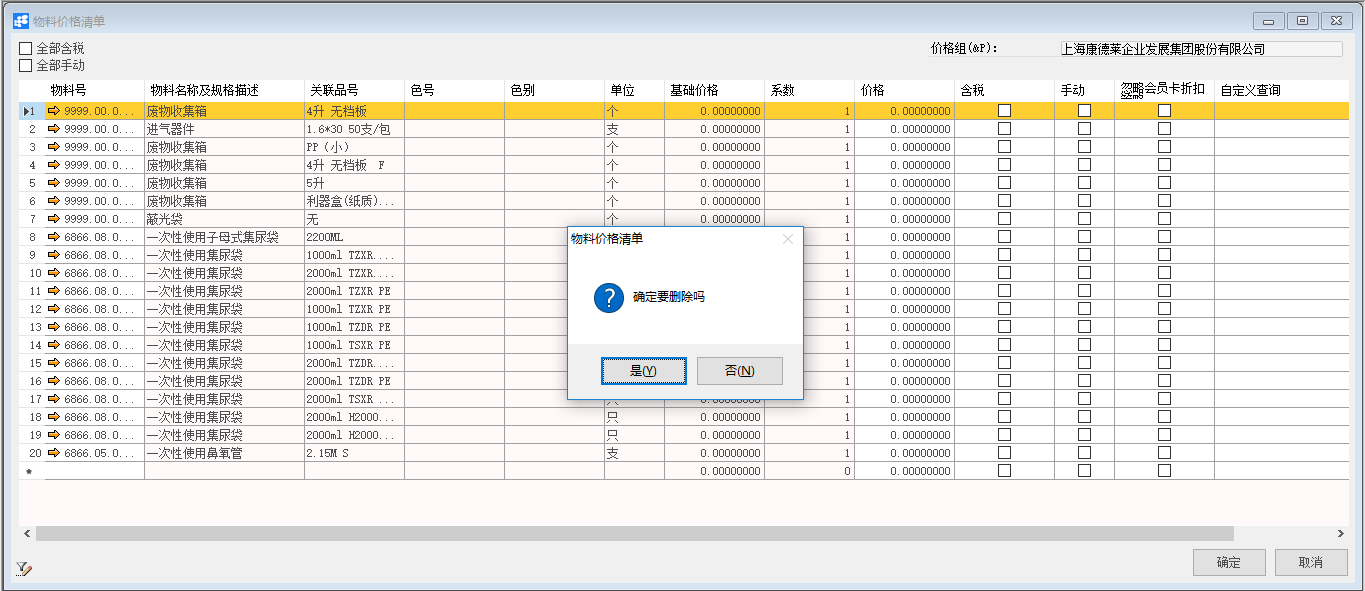 物料价格清单
全部含税
全部手动
价格组(&P): 上海康德莱企业发展集团股份有限公司
物料号 物料名称及规格描述 关联品号 色号 色别 单位 基础价格 系数 价格 含税 手动 忽略会员卡折扣 自定义查询
1 9999.00.0... 废物收集箱 4升 无档板 个 0.00000000 1 0.00000000
2 9999.00.0... 进气器件 1.6*30 50支/包 支 0.00000000 1 0.00000000
3 9999.00.0... 废物收集箱 PP（小） 个 0.00000000 1 0.00000000
4 9999.00.0... 废物收集箱 4升 无档板 F 个 0.00000000 1 0.00000000
5 9999.00.0... 废物收集箱 5升 个 0.00000000 1 0.00000000
6 9999.00.0... 废物收集箱 利器盒(纸质)... 个 0.00000000 1 0.00000000
7 9999.00.0... 蔽光袋 无 个 0.00000000 1 0.00000000
8 6866.08.0... 一次性使用子母式集尿袋 2200ML 1 0.00000000
9 6866.08.0... 一次性使用集尿袋 1000ml TZXR.... 1 0.00000000
10 6866.08.0... 一次性使用集尿袋 2000ml TZXR.... 1 0.00000000
11 6866.08.0... 一次性使用集尿袋 2000ml TZXR PE 1 0.00000000
12 6866.08.0... 一次性使用集尿袋 1000ml TZXR PE 1 0.00000000
13 6866.08.0... 一次性使用集尿袋 1000ml TZDR PE 1 0.00000000
14 6866.08.0... 一次性使用集尿袋 1000ml TSXR PE 1 0.00000000
15 6866.08.0... 一次性使用集尿袋 2000ml TZDR.... 1 0.00000000
16 6866.08.0... 一次性使用集尿袋 2000ml TZDR PE 1 0.00000000
17 6866.08.0... 一次性使用集尿袋 2000ml TSXR ... 1 0.00000000
18 6866.08.0... 一次性使用集尿袋 2000ml H2000... 只 0.00000000 1 0.00000000
19 6866.08.0... 一次性使用集尿袋 2000ml H2000... 只 0.00000000 1 0.00000000
20 6866.05.0... 一次性使用鼻氧管 2.15M S 支 0.00000000 1 0.00000000
* 0.00000000 0 0.00000000
物料价格清单
确定要删除吗
是(Y) 否(N)
确定 取消